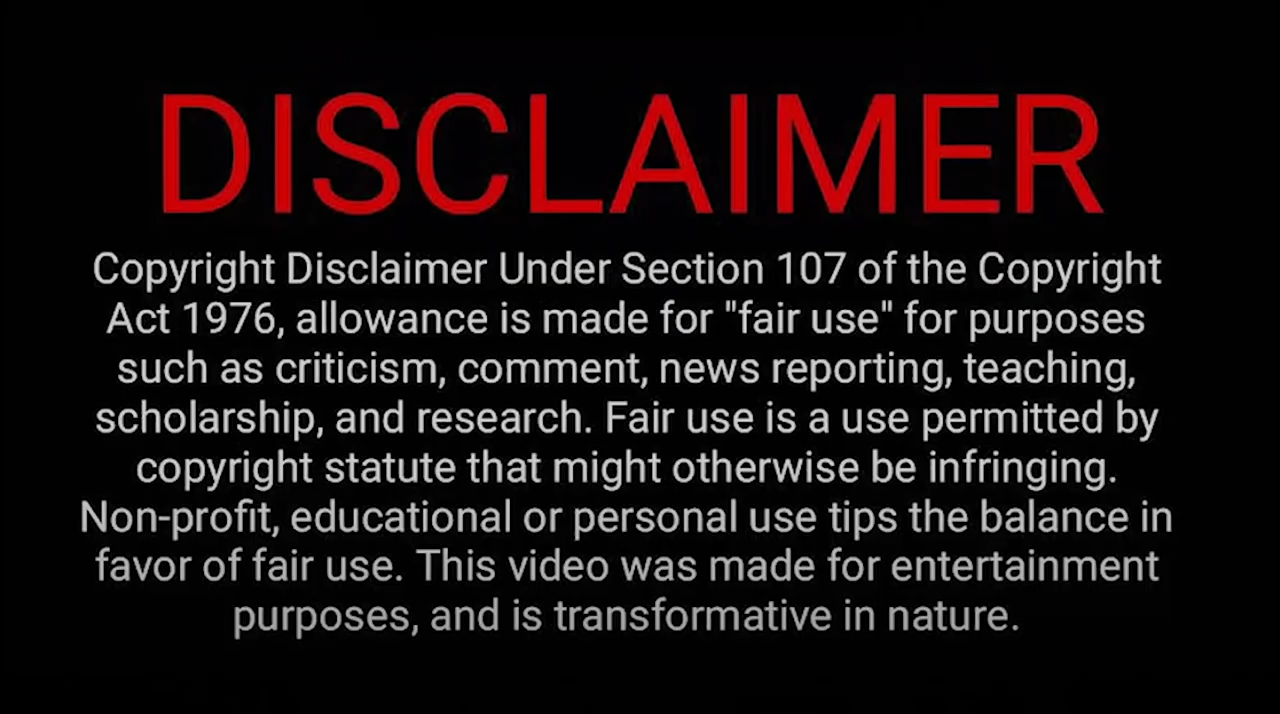 DISCLAIMER
Copyright Disclaimer Under Section 107 of the Copyright
Act 1976, allowance is made for "fair use" for purposes
such as criticism, comment, news reporting, teaching,
scholarship, and research. Fair use is a use permitted by
copyright statute that might otherwise be infringing.
Non-profit, educational or personal use tips the balance in
favor of fair use. This video was made for entertainment
purposes, and is transformative in nature.